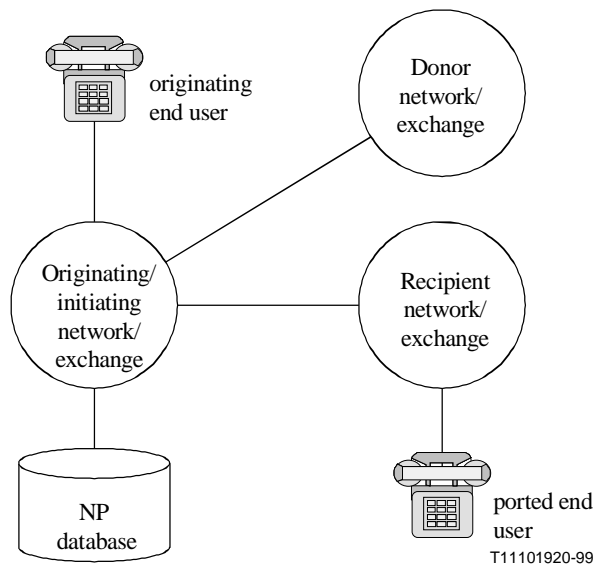 originating
end user
Donor
network/
exchange
Originating/
initiating
network/
exchange
Recipient
network/
exchange
NP
database
ported end
user
T11101920-99